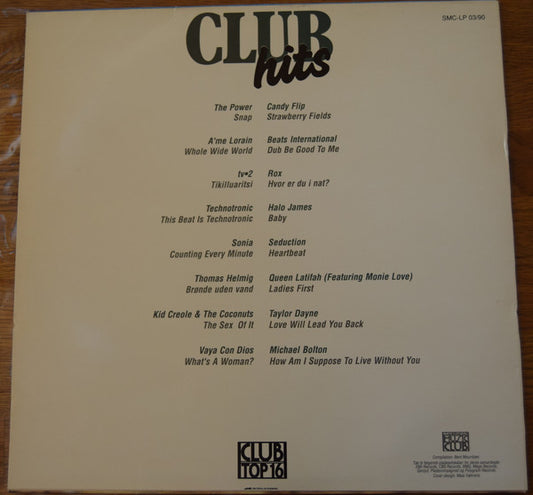 SMC-LP 03/90
CLUB
hits
The Power Candy Flip
Snap Strawberry Fields
A'me Lorain Beats International
Whole Wide World Dub Be Good To Me
tv•2 Rox
Tikilluaritsi Hvor er du i nat?
Technotronic Halo James
This Beat Is Technotronic Baby
Sonia Seduction
Counting Every Minute Heartbeat
Thomas Helmig Queen Latifah (Featuring Monie Love)
Brønde uden vand Ladies First
Kid Creole & The Coconuts Taylor Dayne
The Sex Of It Love Will Lead You Back
Vaya Con Dios Michael Bolton
What's A Woman? How Am I Suppose To Live Without You
CLUB
TOP 16
MUZIC
CLUB